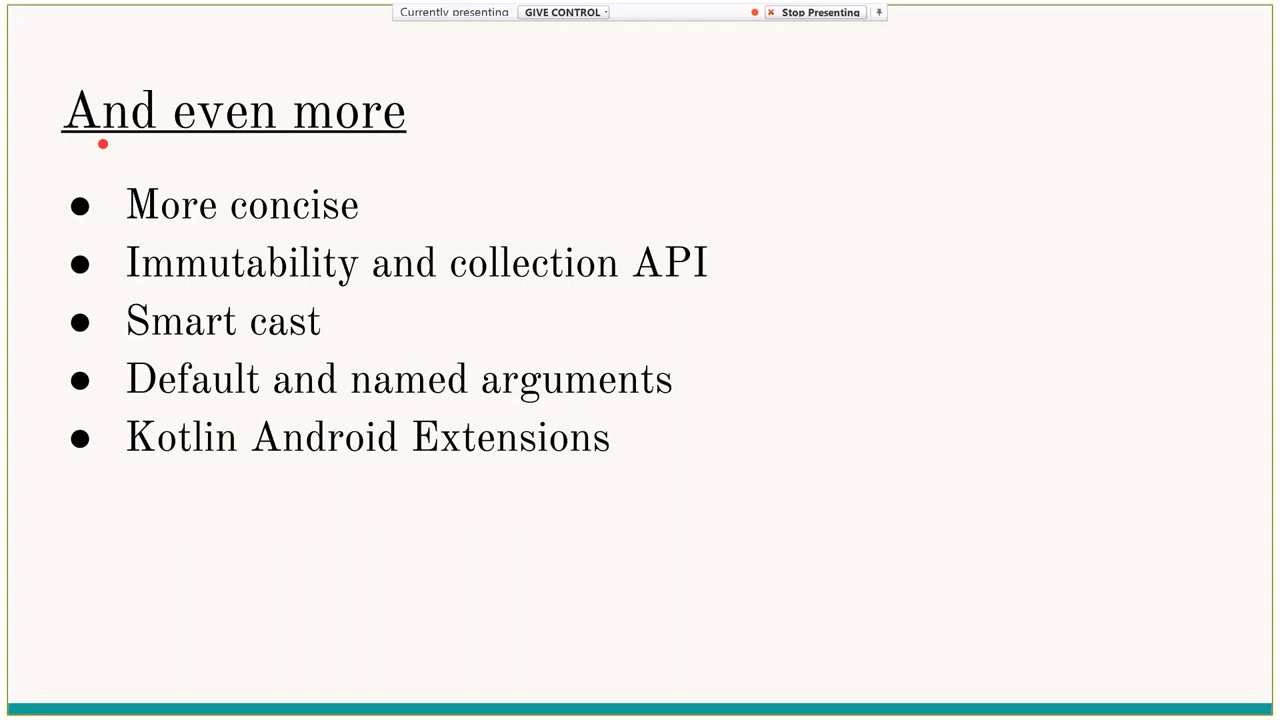 Currently presenting GIVE CONTROL Stop Presenting
And even more
● More concise
● Immutability and collection API
● Smart cast
● Default and named arguments
● Kotlin Android Extensions